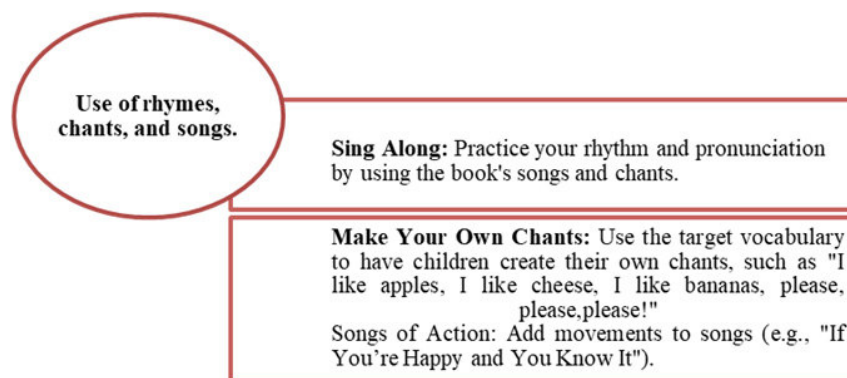 Use of rhymes,
chants, and songs.
Sing Along: Practice your rhythm and pronunciation
by using the book's songs and chants.
Make Your Own Chants: Use the target vocabulary
to have children create their own chants, such as "I
like apples, I like cheese, I like bananas, please,
please,please!"
Songs of Action: Add movements to songs (e.g., "If
You’re Happy and You Know It").